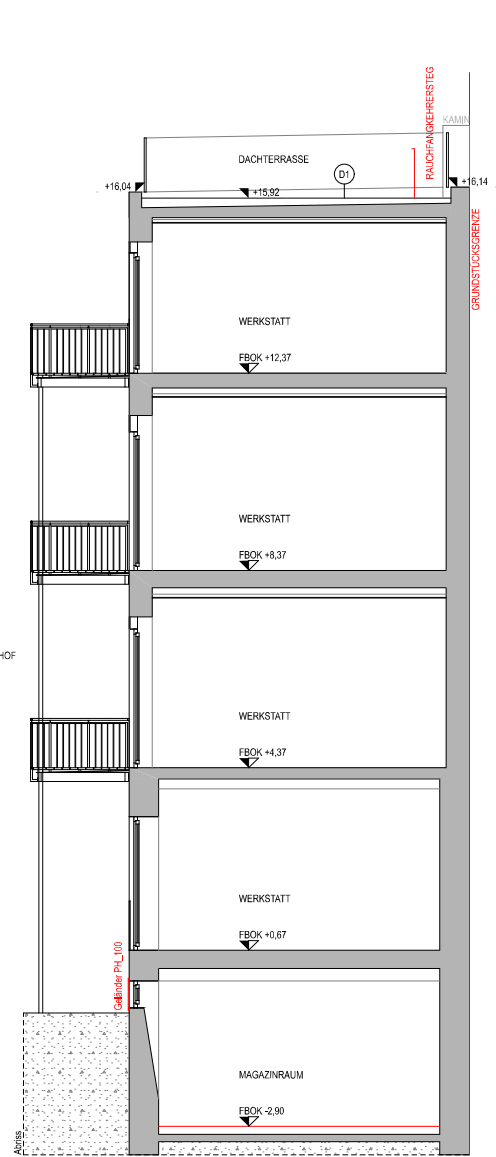 RAUCHFANGKEHRERSTEG
KAMIN
DACHTERRASSE
D1
+16,04
+15,92
+16,14
GRUNDSTÜCKSGRENZE
WERKSTATT
FBOK +12,37
WERKSTATT
FBOK +8,37
HOF
WERKSTATT
FBOK +4,37
WERKSTATT
FBOK +0,67
Geländer PH_100
MAGAZINRAUM
FBOK -2,90
Abriss